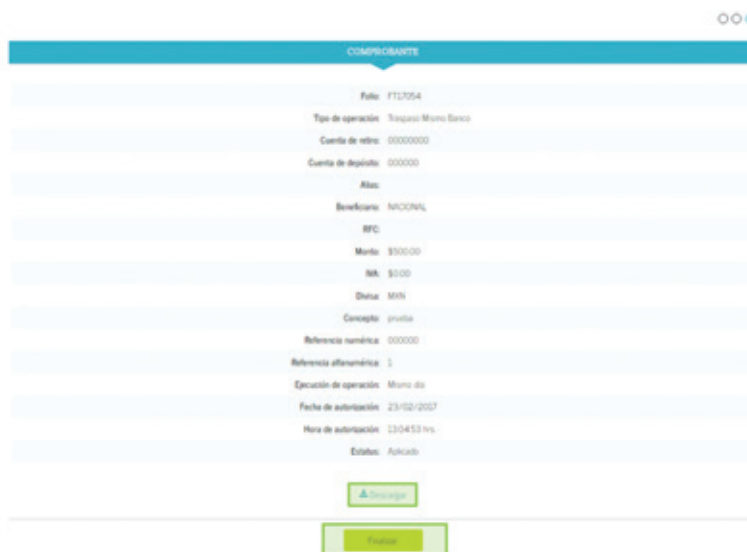 COMPROBANTE
Folio: FT17054
Tipo de operación: Traspaso Mismo Banco
Cuenta de retiro: 00000000
Cuenta de depósito: 000000
Alias:
Beneficiario: NACIONAL
RFC:
Monto: $500.00
IVA: $0.00
Divisa: MXN
Concepto: prueba
Referencia numérica: 000000
Referencia alfanumérica: 1
Ejecución de operación: Mismo día
Fecha de autorización: 23/02/2017
Hora de autorización: 13:04:53 hrs.
Estatus: Aplicado
Descargar
Finalizar